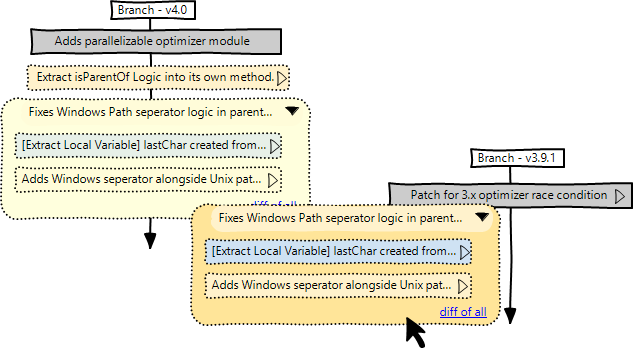 Branch - v4.0
Adds parallelizable optimizer module
Extract isParentOf Logic into its own method.
Fixes Windows Path seperator logic in parent...
[Extract Local Variable] lastChar created from...
Adds Windows seperator alongside Unix pat...
diff of all
Branch - v3.9.1
Patch for 3.x optimizer race condition
Fixes Windows Path seperator logic in parent...
[Extract Local Variable] lastChar created from...
Adds Windows seperator alongside Unix pat...
diff of all